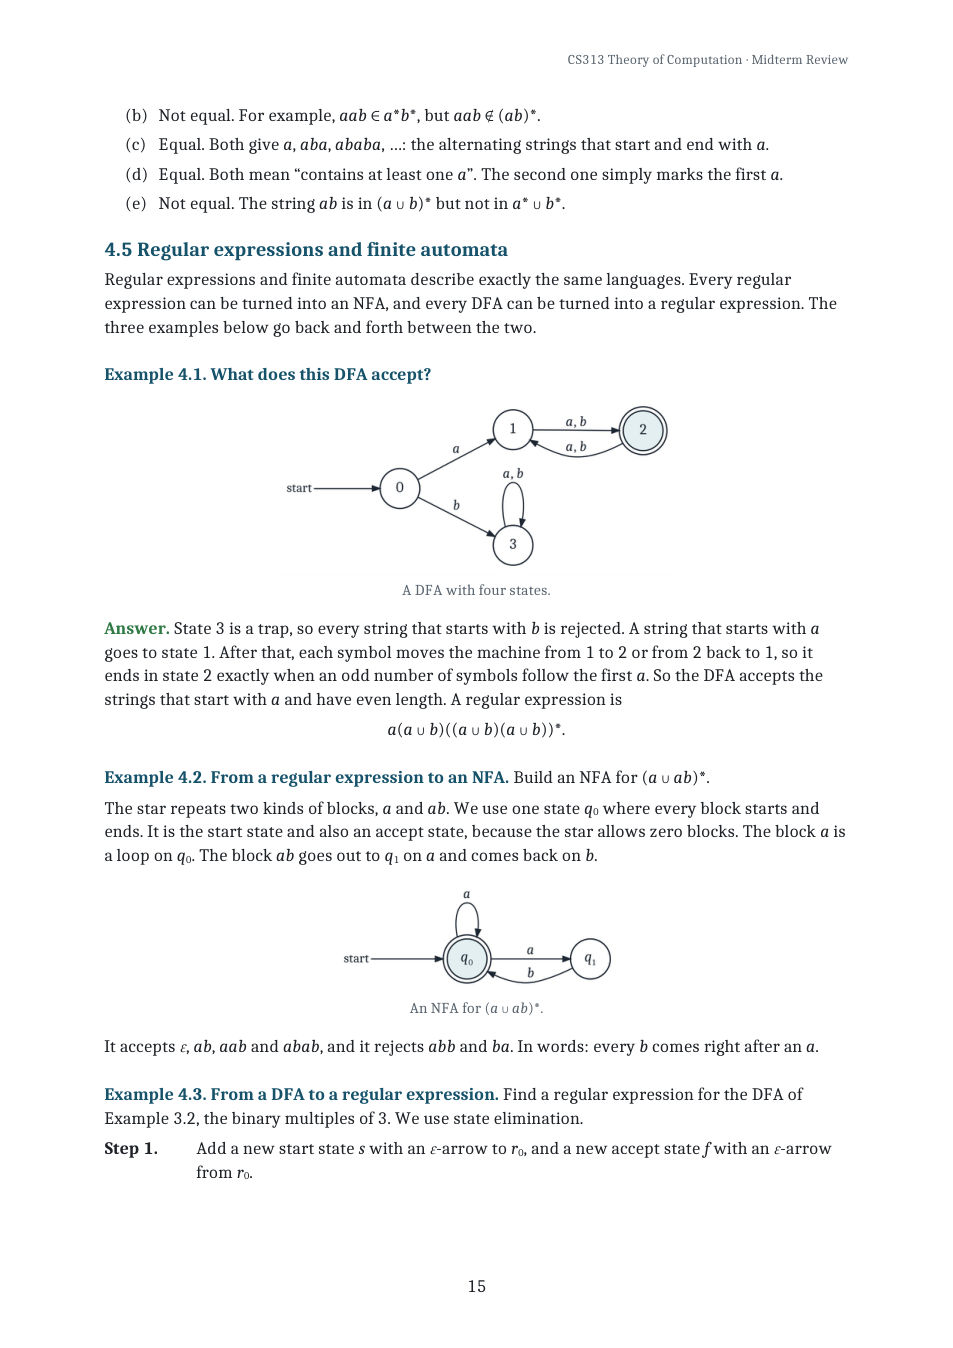 CS313 Theory of Computation · Midterm Review
(b) Not equal. For example, aab ∈ a*b*, but aab ∉ (ab)*.
(c) Equal. Both give a, aba, ababa, …: the alternating strings that start and end with a.
(d) Equal. Both mean “contains at least one a”. The second one simply marks the first a.
(e) Not equal. The string ab is in (a ∪ b)* but not in a* ∪ b*.
4.5 Regular expressions and finite automata
Regular expressions and finite automata describe exactly the same languages. Every regular
expression can be turned into an NFA, and every DFA can be turned into a regular expression. The
three examples below go back and forth between the two.
Example 4.1. What does this DFA accept?
1
a, b
2
a, b
a
a, b
start
0
b
3
A DFA with four states.
Answer. State 3 is a trap, so every string that starts with b is rejected. A string that starts with a
goes to state 1. After that, each symbol moves the machine from 1 to 2 or from 2 back to 1, so it
ends in state 2 exactly when an odd number of symbols follow the first a. So the DFA accepts the
strings that start with a and have even length. A regular expression is
a(a ∪ b)((a ∪ b)(a ∪ b))*.
Example 4.2. From a regular expression to an NFA. Build an NFA for (a ∪ ab)*.
The star repeats two kinds of blocks, a and ab. We use one state q₀ where every block starts and
ends. It is the start state and also an accept state, because the star allows zero blocks. The block a is
a loop on q₀. The block ab goes out to q₁ on a and comes back on b.
a
start
q₀
a
b
q₁
An NFA for (a ∪ ab)*.
It accepts ε, ab, aab and abab, and it rejects abb and ba. In words: every b comes right after an a.
Example 4.3. From a DFA to a regular expression. Find a regular expression for the DFA of
Example 3.2, the binary multiples of 3. We use state elimination.
Step 1. Add a new start state s with an ε-arrow to r₀, and a new accept state f with an ε-arrow
from r₀.
15